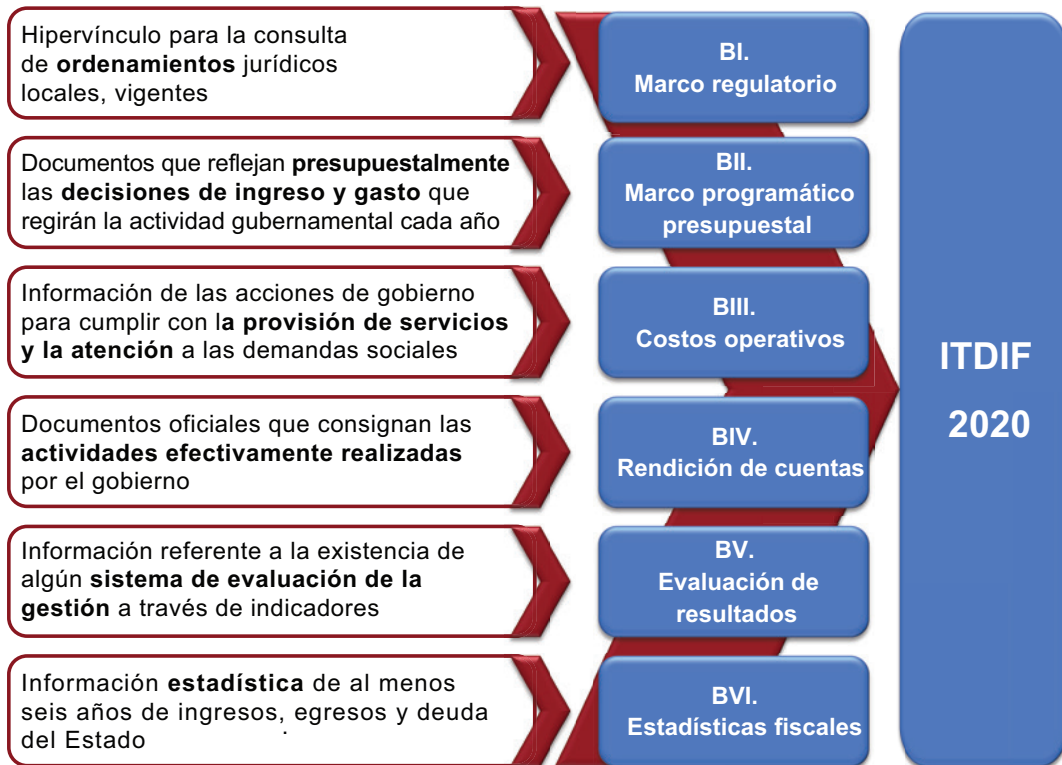 Hipervínculo para la consulta
de ordenamientos jurídicos
locales, vigentes
BI.
Marco regulatorio
Documentos que reflejan presupuestalmente
las decisiones de ingreso y gasto que
regirán la actividad gubernamental cada año
BII.
Marco programático
presupuestal
Información de las acciones de gobierno
para cumplir con la provisión de servicios
y la atención a las demandas sociales
BIII.
Costos operativos
Documentos oficiales que consignan las
actividades efectivamente realizadas
por el gobierno
BIV.
Rendición de cuentas
Información referente a la existencia de
algún sistema de evaluación de la
gestión a través de indicadores
BV.
Evaluación de
resultados
Información estadística de al menos
seis años de ingresos, egresos y deuda
del Estado .
BVI.
Estadísticas fiscales
ITDIF
2020